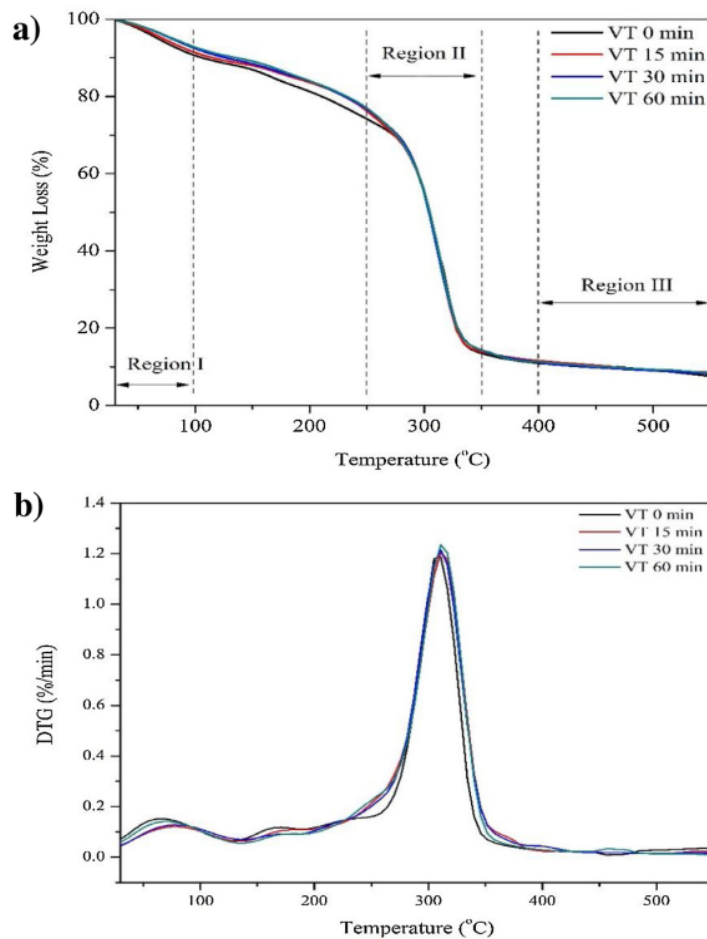 a)
100
80
60
40
20
0
Weight Loss (%)
Region I
Region II
Region III
VT 0 min
VT 15 min
VT 30 min
VT 60 min
100 200 300 400 500
Temperature (°C)
b)
1.4
1.2
1.0
0.8
0.6
0.4
0.2
0.0
DTG (%/min)
VT 0 min
VT 15 min
VT 30 min
VT 60 min
100 200 300 400 500
Temperature (°C)